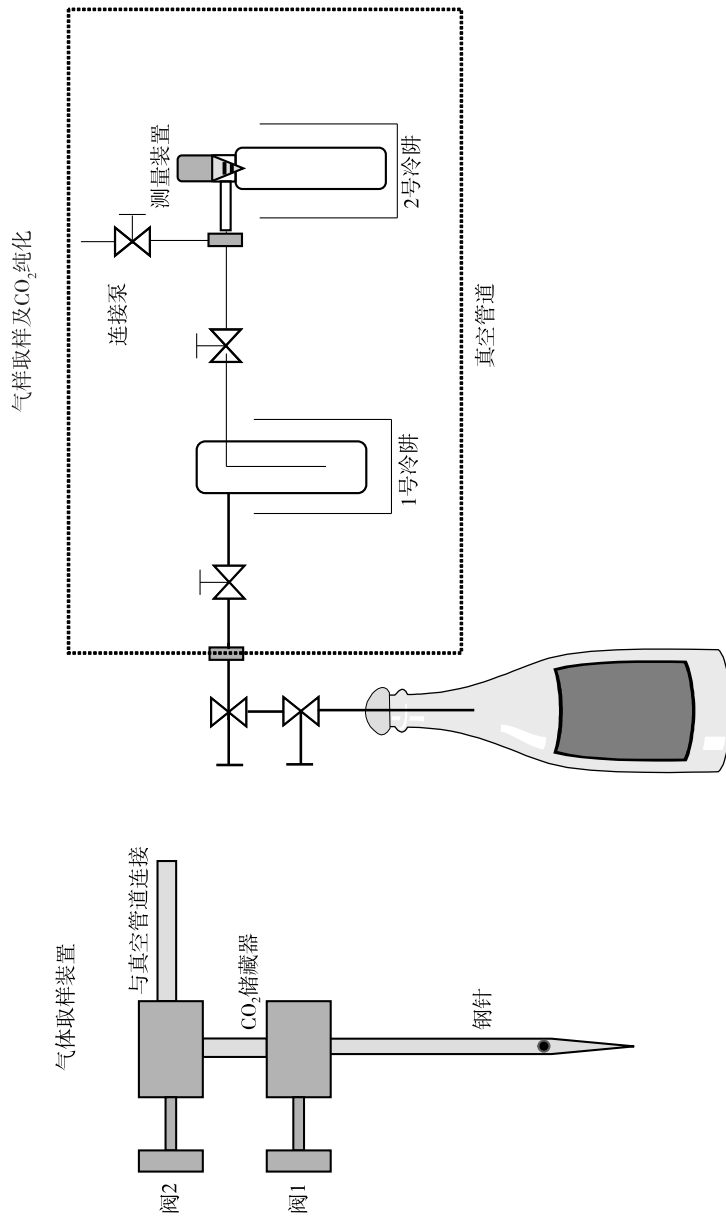 气体取样装置
与真空管道连接
CO₂储藏器
钢针
阀2
阀1
气样取样及CO₂纯化
连接泵
测量装置
1号冷阱
2号冷阱
真空管道